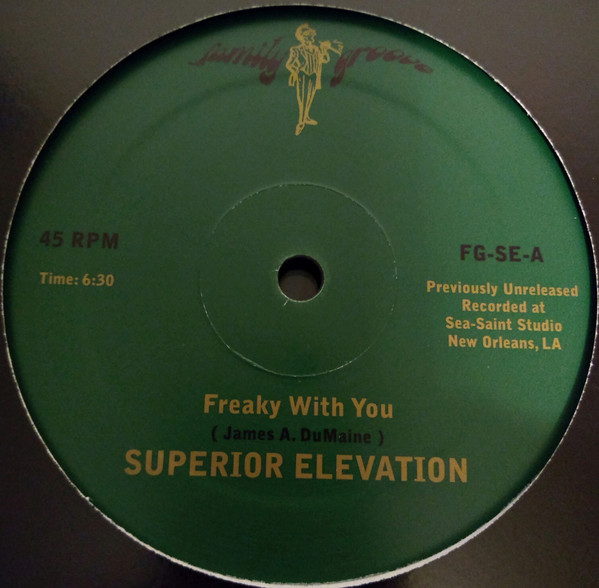 family groove
45 RPM
Time: 6:30
FG-SE-A
Previously Unreleased
Recorded at
Sea-Saint Studio
New Orleans, LA
Freaky With You
( James A. DuMaine )
SUPERIOR ELEVATION